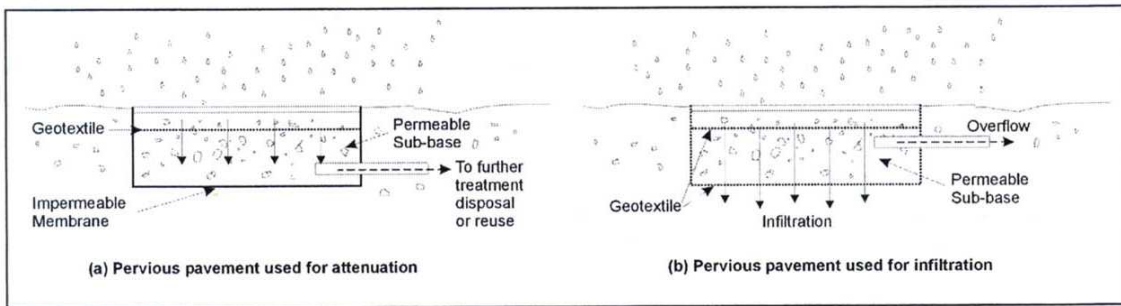 Geotextile
Permeable
Sub-base
To further
treatment
disposal
or reuse
Impermeable
Membrane
(a) Pervious pavement used for attenuation
Overflow
Permeable
Sub-base
Geotextile
Infiltration
(b) Pervious pavement used for infiltration